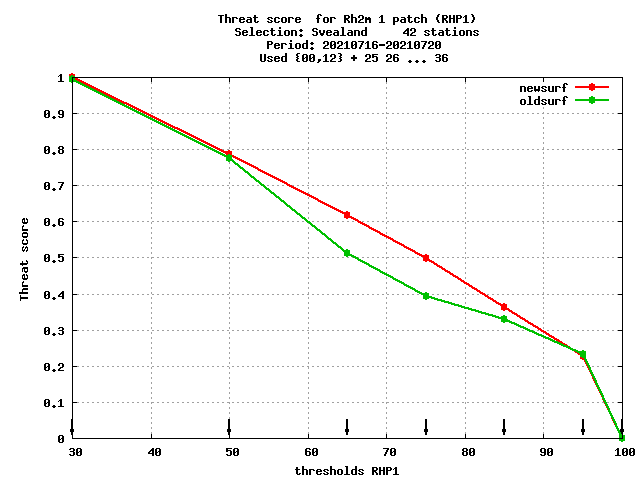 Threat score  for Rh2m 1 patch (RHP1)
Selection: Svealand     42 stations
Period: 20210716-20210720
Used {00,12} + 25 26 ... 36
newsurf
oldsurf
1
0.9
0.8
0.7
0.6
0.5
0.4
0.3
0.2
0.1
0
Threat score
30 40 50 60 70 80 90 100
thresholds RHP1